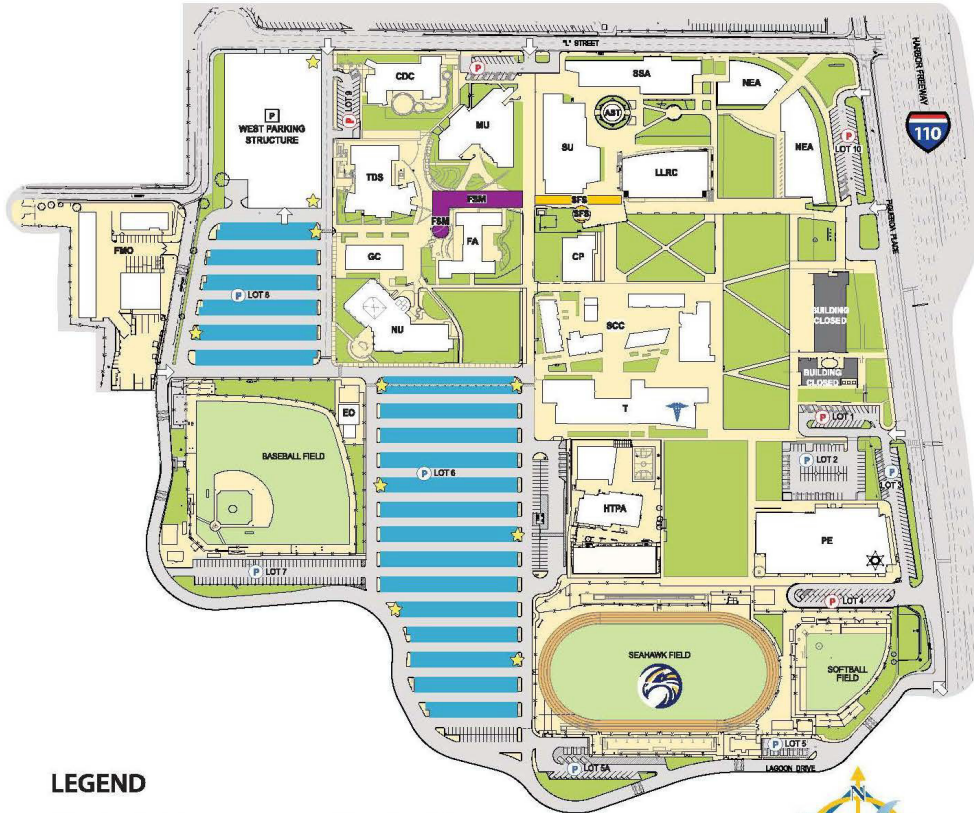 "L" STREET
HARBOR FREEWAY
110
P
WEST PARKING
STRUCTURE
P
LOT 9
CDC
P
MU
SSA
AST
SU
LLRC
NEA
NEA
P
LOT 10
FIGUEROA PLACE
TDS
FSM
FSM
FA
SFS
SFS
FMO
GC
CP
P LOT 8
NU
SCC
BUILDING
CLOSED
BUILDING
CLOSED
T
P LOT 1
EO
BASEBALL FIELD
P LOT 6
P LOT 2
P
LOT 3
HTPA
PE
P LOT 7
P LOT 4
SEAHAWK FIELD
SOFTBALL
FIELD
P LOT 5
P LOT 5A
LAGOON DRIVE
LEGEND
N